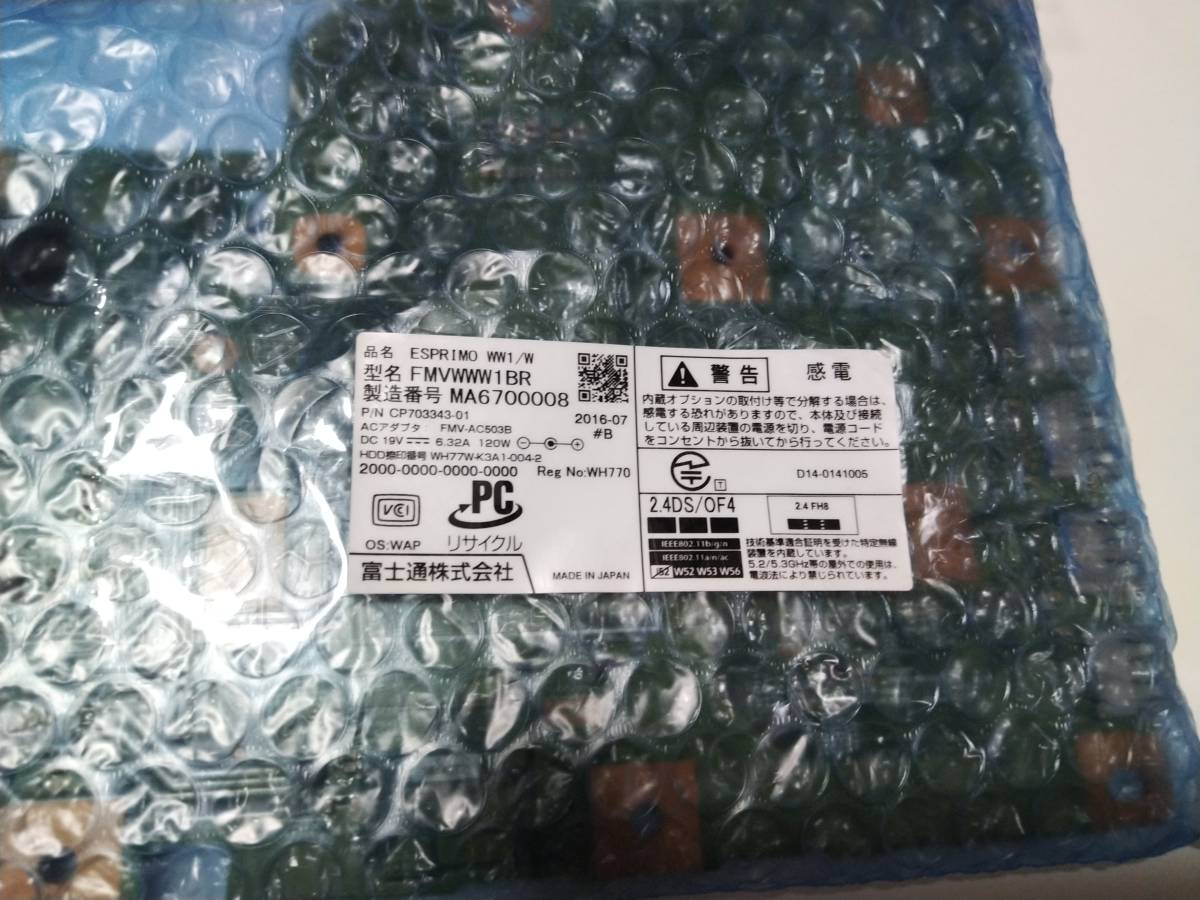 品名 ESPRIMO WW1/W
型名 FMVWWW1BR
製造番号 MA6700008
P/N CP703343-01
2016-07
ACアダプタ: FMV-AC503B
#B
DC 19V 6.32A 120W
HDD捺印番号 WH77W-K3A1-004-2
2000-0000-0000-0000 Reg No:WH770
VCI
PC
リサイクル
OS:WAP
富士通株式会社
MADE IN JAPAN
警告 感電
内蔵オプションの取付け等で分解する場合は、
感電する恐れがありますので、本体及び接続
している周辺装置の電源を切り、電源コード
をコンセントから抜いてから行ってください。
T
D14-0141005
2.4DS/OF4
2.4 FH8
IEEE802.11b/g/n
IEEE802.11a/n/ac
J52 W52 W53 W56
技術基準適合証明を受けた特定無線
装置を内蔵しています。
5.2/5.3GHz帯の屋外での使用は、
電波法により禁じられています。